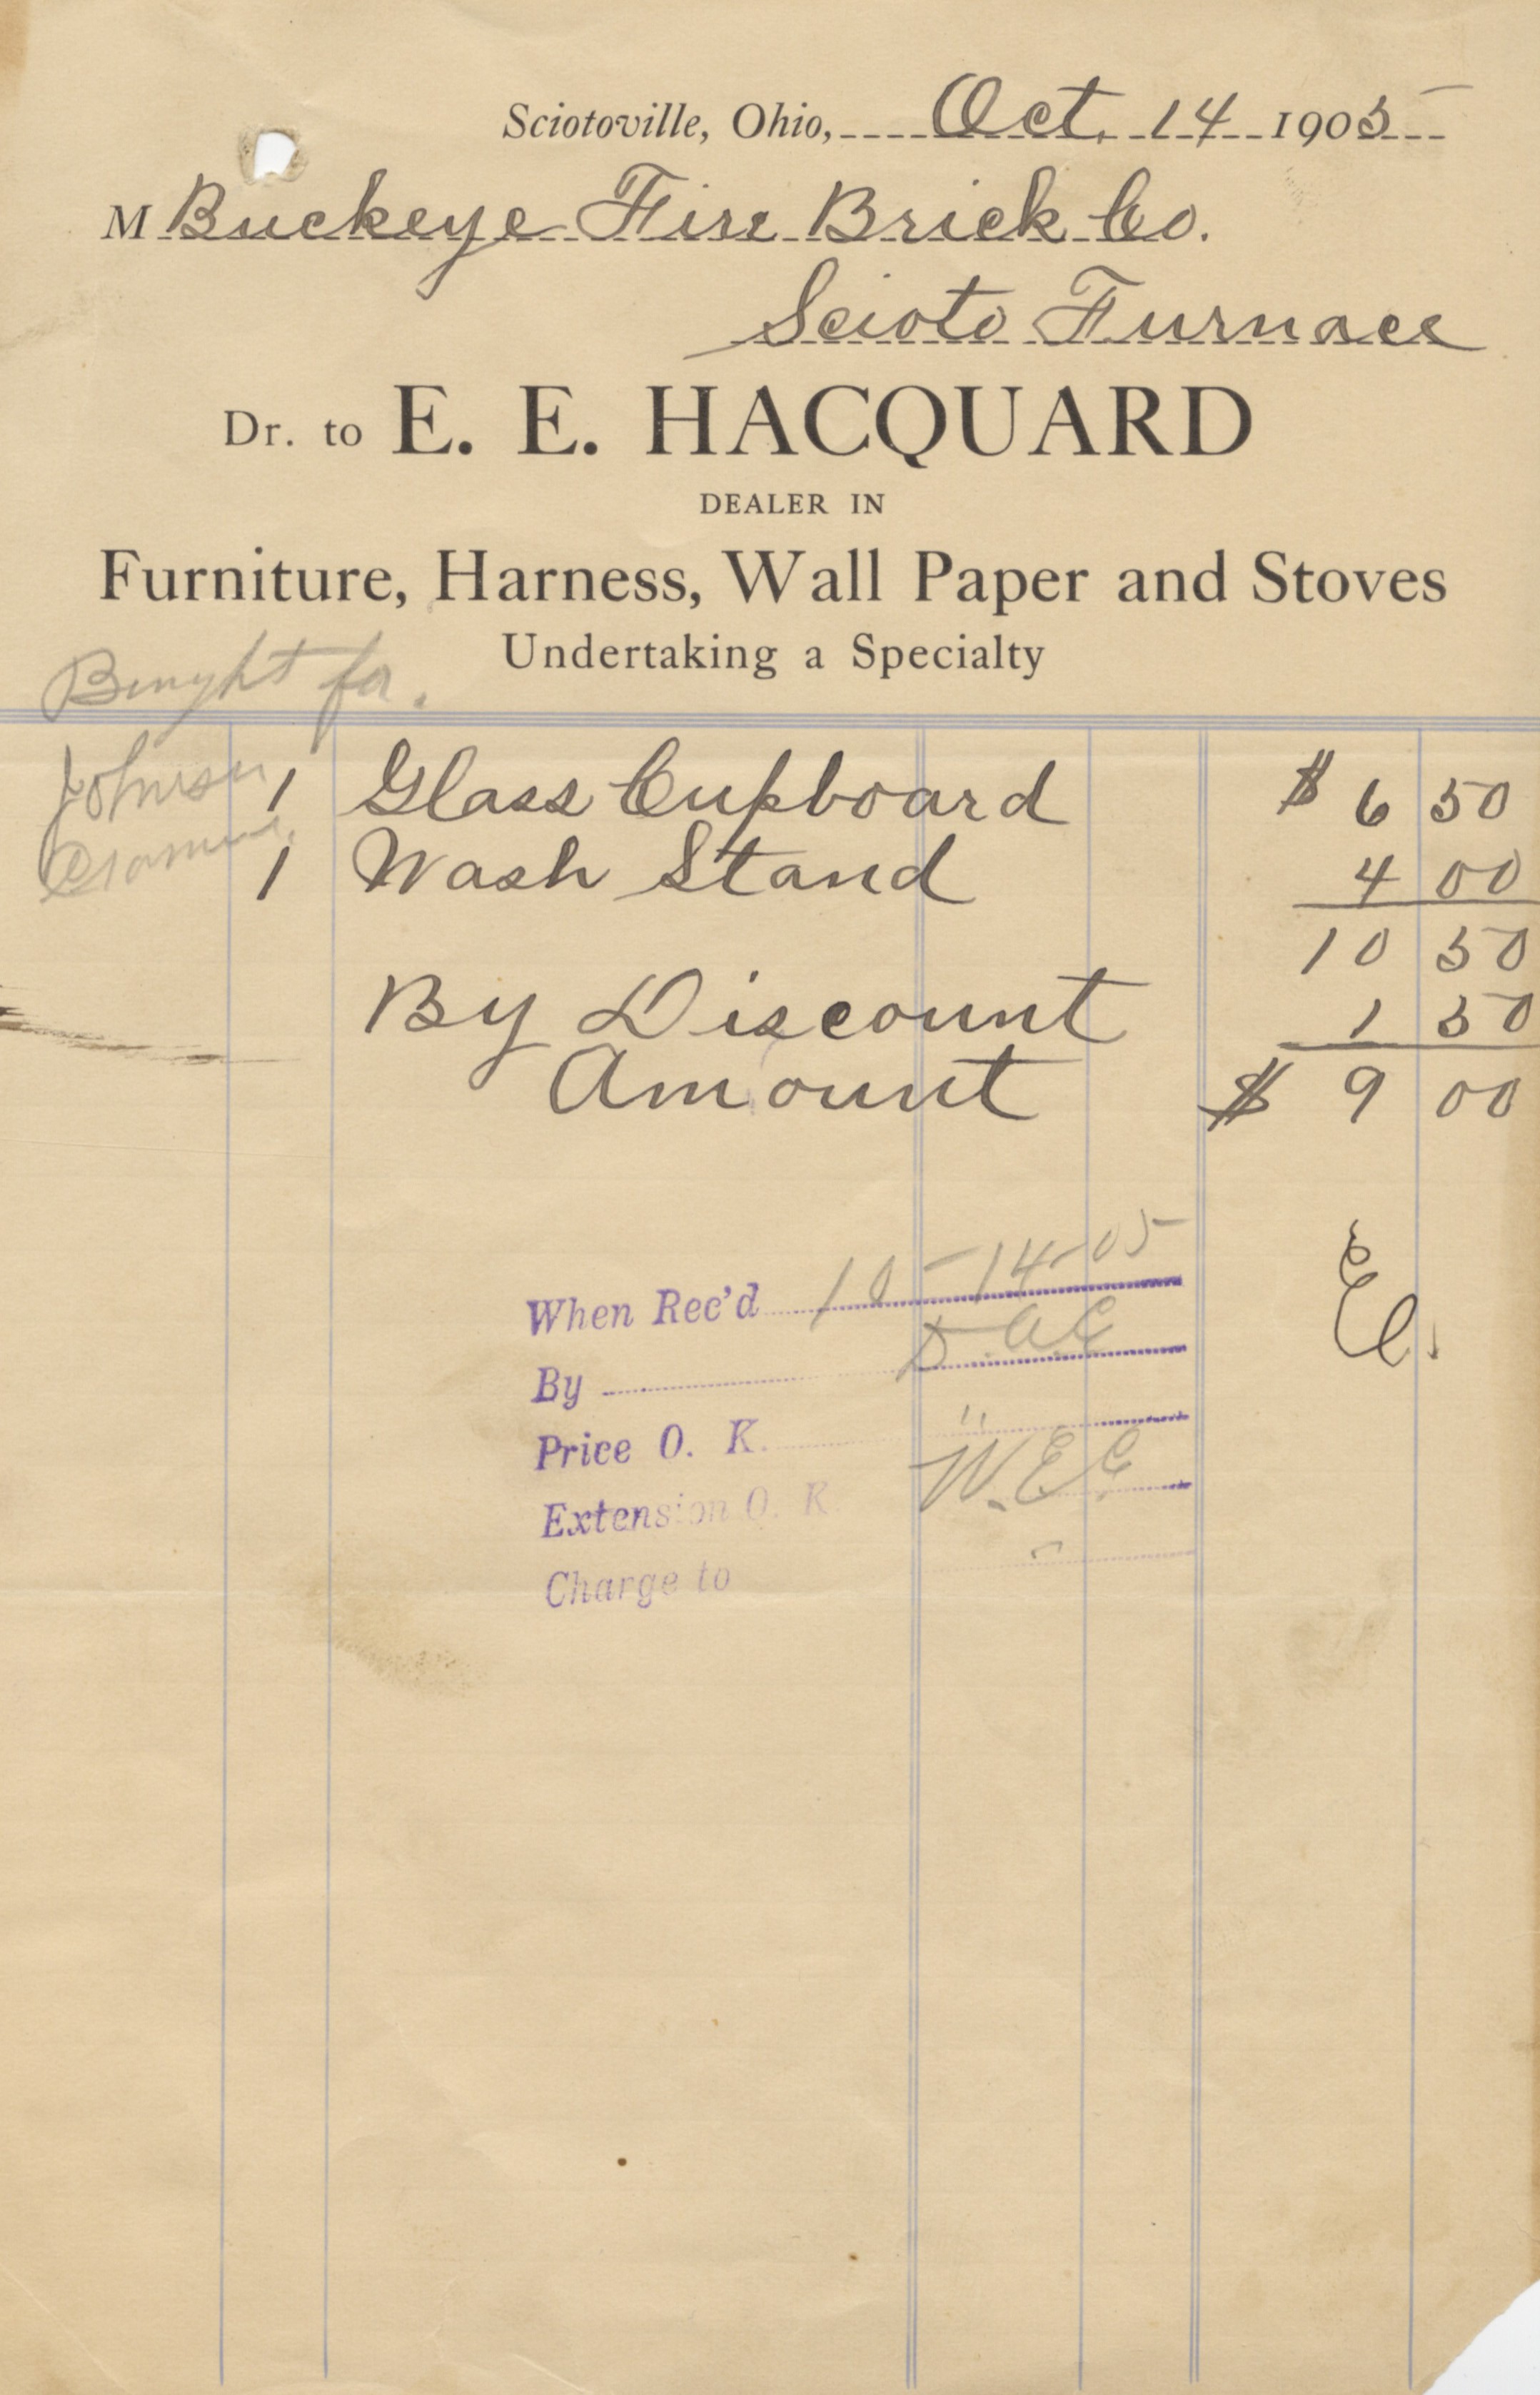 Sciotoville, Ohio, Oct. 14 1905
M Buckeye Fire Brick Co.
Scioto Furnace
Dr. to E. E. HACQUARD
DEALER IN
Furniture, Harness, Wall Paper and Stoves
Undertaking a Specialty
Bought for.
Johnson
1 Glass Cupboard $ 6 50
1 Wash Stand 4 00
10 50
By Discount 1 50
Amount $ 9 00
When Rec'd 10-14-05
By D.A.C
Price O. K. "
Extension O. K. W.E.C.
Charge to